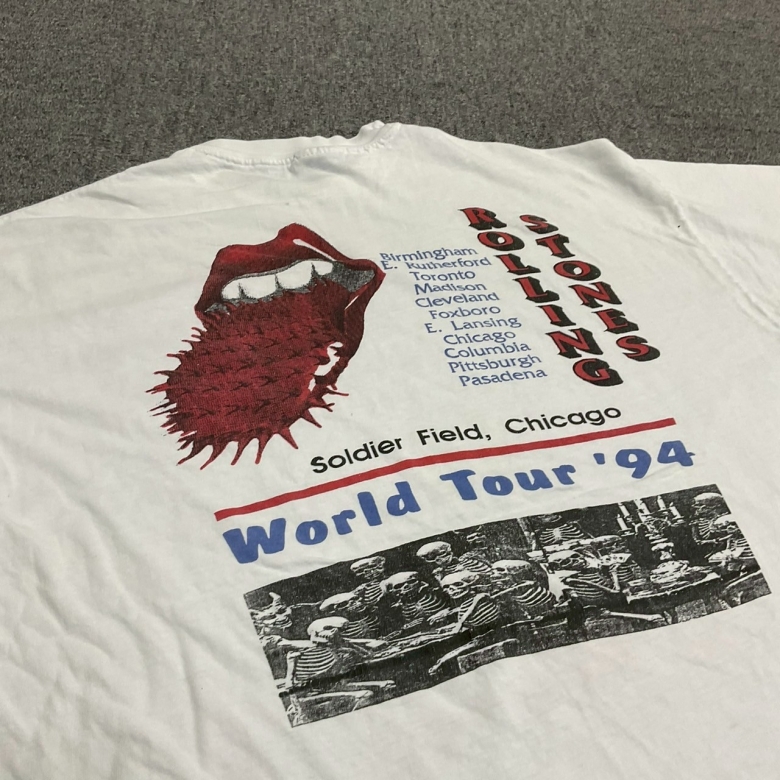 ROLLING
STONES
Birmingham
E. Rutherford
Toronto
Madison
Cleveland
Foxboro
E. Lansing
Chicago
Columbia
Pittsburgh
Pasadena
Soldier Field, Chicago
World Tour '94